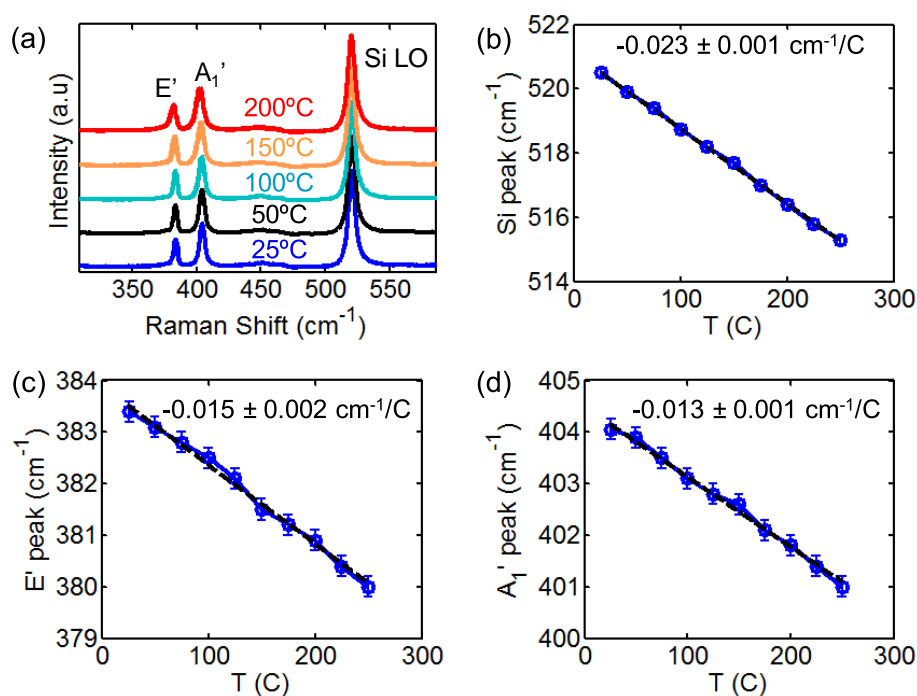 (a)
E’
A₁’
Si LO
200ºC
150ºC
100ºC
50ºC
25ºC
Intensity (a.u)
350
400
450
500
550
Raman Shift (cm⁻¹)
(b)
-0.023 ± 0.001 cm⁻¹/C
Si peak (cm⁻¹)
522
520
518
516
514
0
100
200
300
T (C)
(c)
-0.015 ± 0.002 cm⁻¹/C
E' peak (cm⁻¹)
384
383
382
381
380
379
0
100
200
300
T (C)
(d)
-0.013 ± 0.001 cm⁻¹/C
A₁' peak (cm⁻¹)
405
404
403
402
401
400
0
100
200
300
T (C)